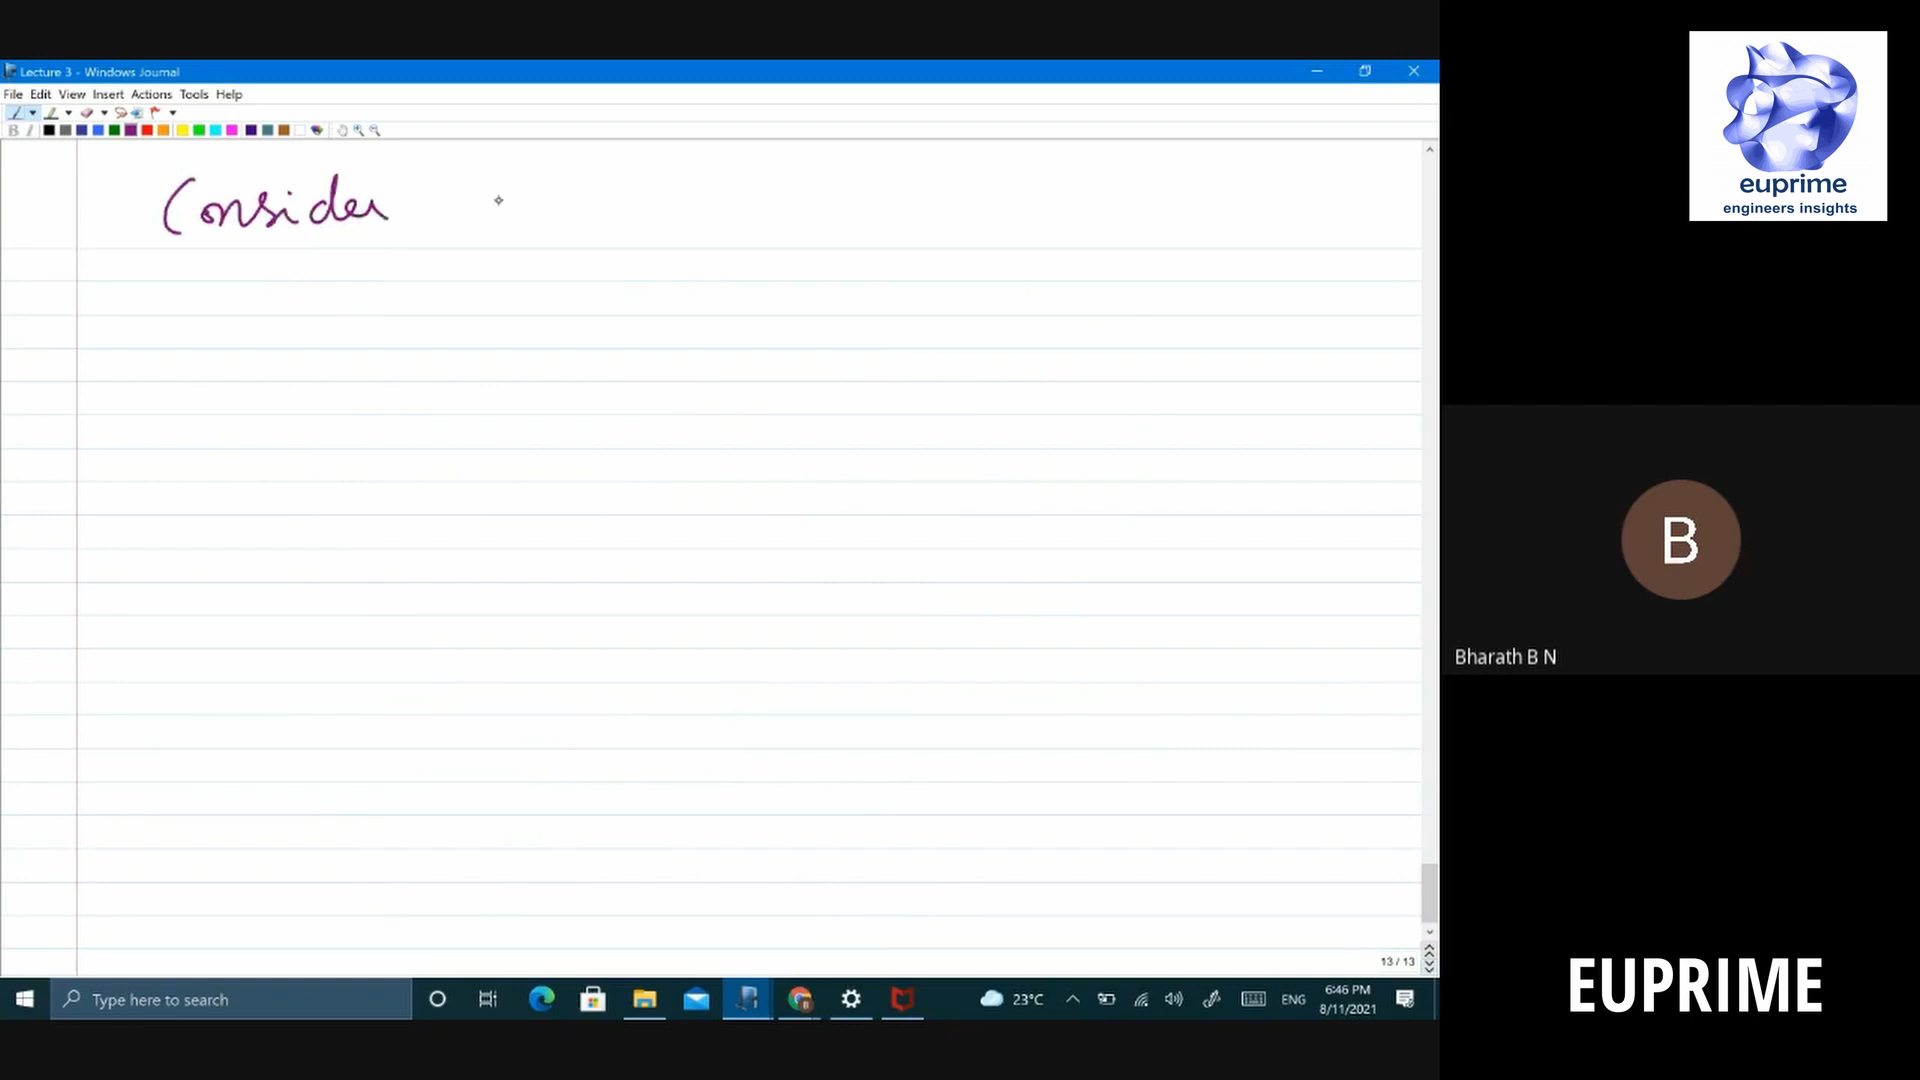 Lecture 3 - Windows Journal
File Edit View Insert Actions Tools Help
B I
Consider
13 / 13
Type here to search
23°C
ENG
6:46 PM
8/11/2021
euprime
engineers insights
B
Bharath B N
EUPRIME